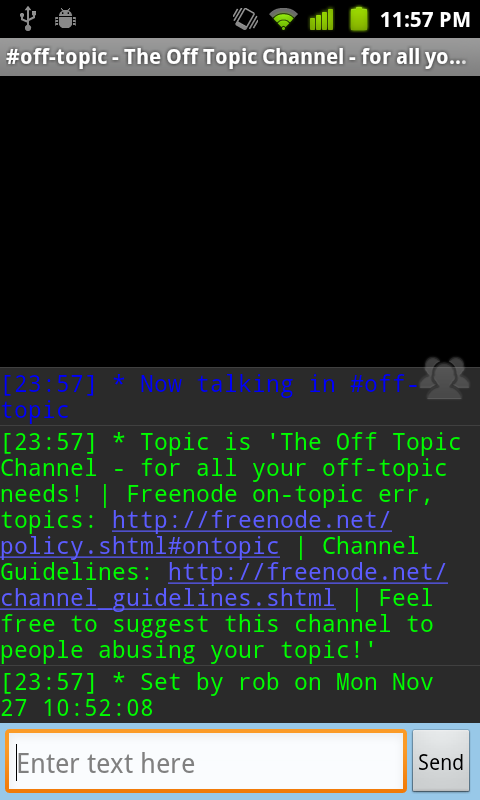 11:57 PM
#off-topic - The Off Topic Channel - for all yo...
[23:57] * Now talking in #off-
topic
[23:57] * Topic is 'The Off Topic
Channel - for all your off-topic
needs! | Freenode on-topic err,
topics: http://freenode.net/
policy.shtml#ontopic | Channel
Guidelines: http://freenode.net/
channel_guidelines.shtml | Feel
free to suggest this channel to
people abusing your topic!'
[23:57] * Set by rob on Mon Nov
27 10:52:08
Enter text here
Send